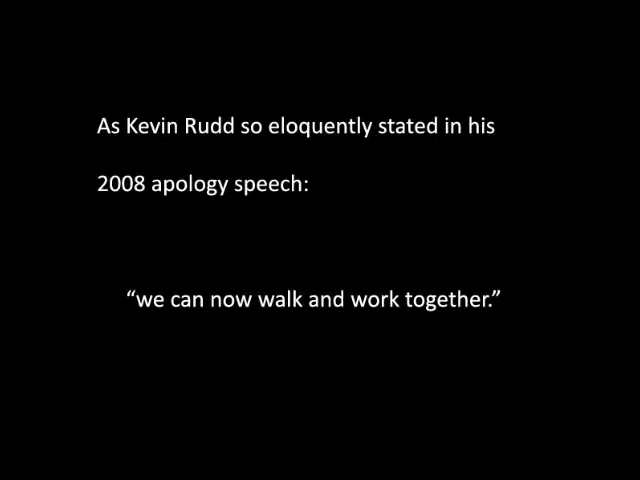 As Kevin Rudd so eloquently stated in his
2008 apology speech:
“we can now walk and work together.”